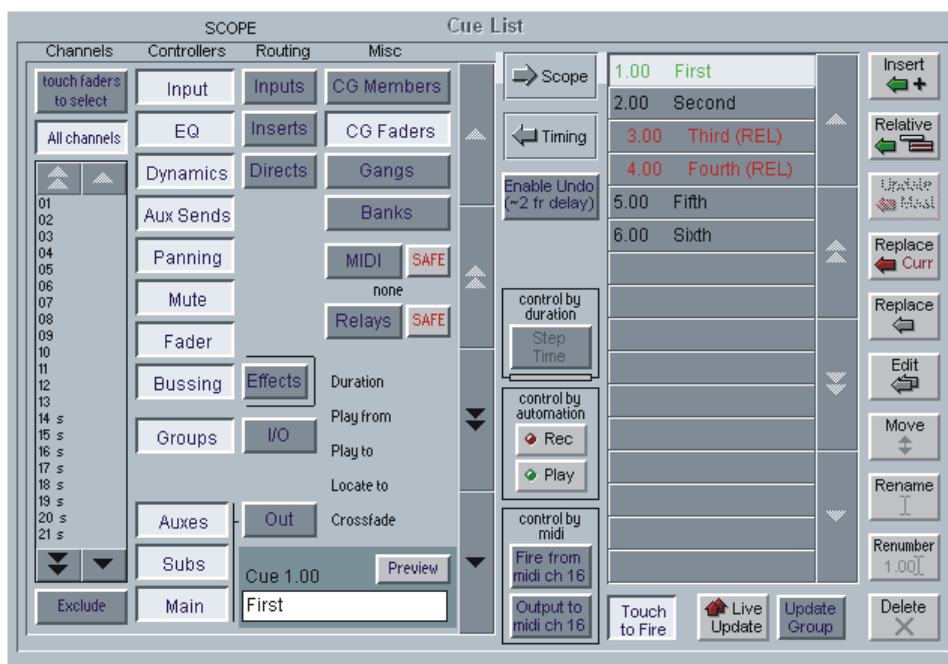 SCOPE
Cue List
Channels
Controllers
Routing
Misc
touch faders
to select
All channels
01
02
03
04
05
06
07
08
09
10
11
12
13
14 s
15 s
16 s
17 s
18 s
19 s
20 s
21 s
Exclude
Input
EQ
Dynamics
Aux Sends
Panning
Mute
Fader
Bussing
Groups
Auxes
Subs
Main
Inputs
Inserts
Directs
Effects
I/O
Out
CG Members
CG Faders
Gangs
Banks
MIDI
SAFE
none
Relays
SAFE
Duration
Play from
Play to
Locate to
Crossfade
Cue 1.00
Preview
First
Scope
Timing
Enable Undo
(~2 fr delay)
control by
duration
Step
Time
control by
automation
Rec
Play
control by
midi
Fire from
midi ch 16
Output to
midi ch 16
1.00 First
2.00 Second
3.00 Third (REL)
4.00 Fourth (REL)
5.00 Fifth
6.00 Sixth
Touch
to Fire
Live
Update
Update
Group
Insert
+
Relative
Update
Mast
Replace
Curr
Replace
Edit
Move
Rename
Renumber
1.00
Delete